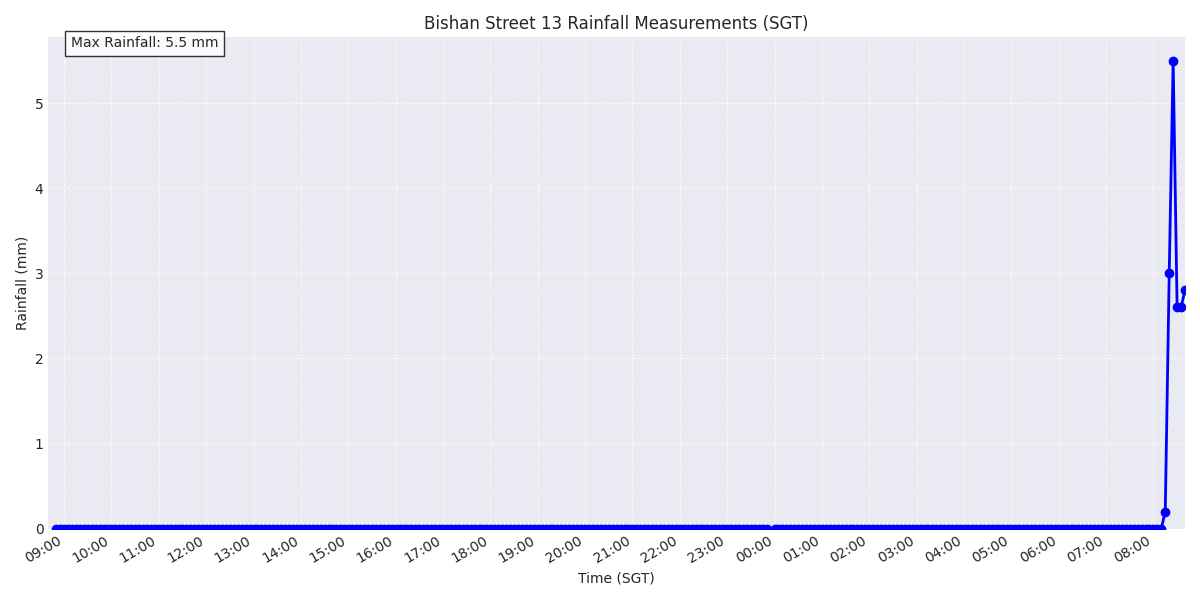 Bishan Street 13 Rainfall Measurements (SGT)
Max Rainfall: 5.5 mm
5
4
3
2
1
0
Rainfall (mm)
09:00 10:00 11:00 12:00 13:00 14:00 15:00 16:00 17:00 18:00 19:00 20:00 21:00 22:00 23:00 00:00 01:00 02:00 03:00 04:00 05:00 06:00 07:00 08:00
Time (SGT)